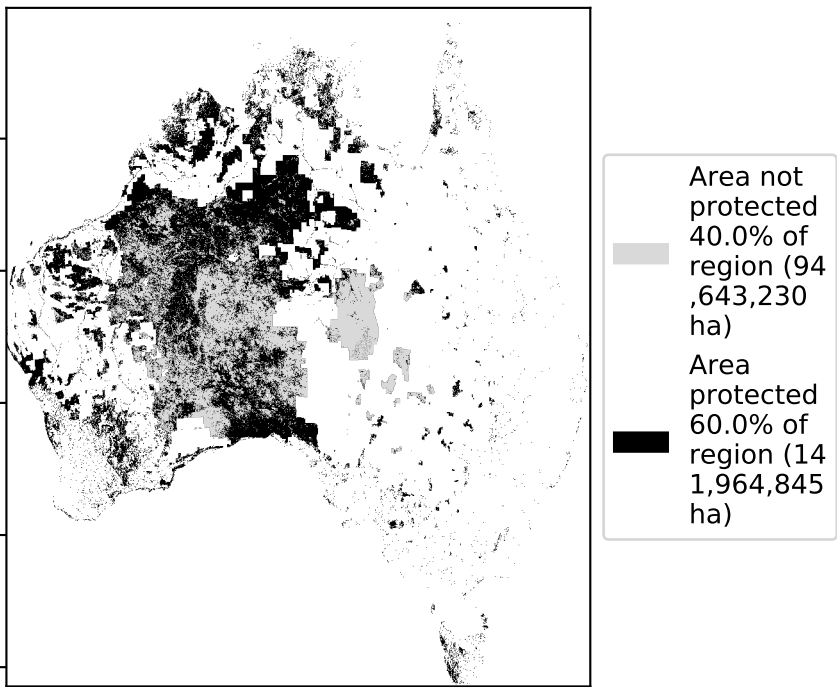 Area not
protected
40.0% of
region (94
,643,230
ha)
Area
protected
60.0% of
region (14
1,964,845
ha)